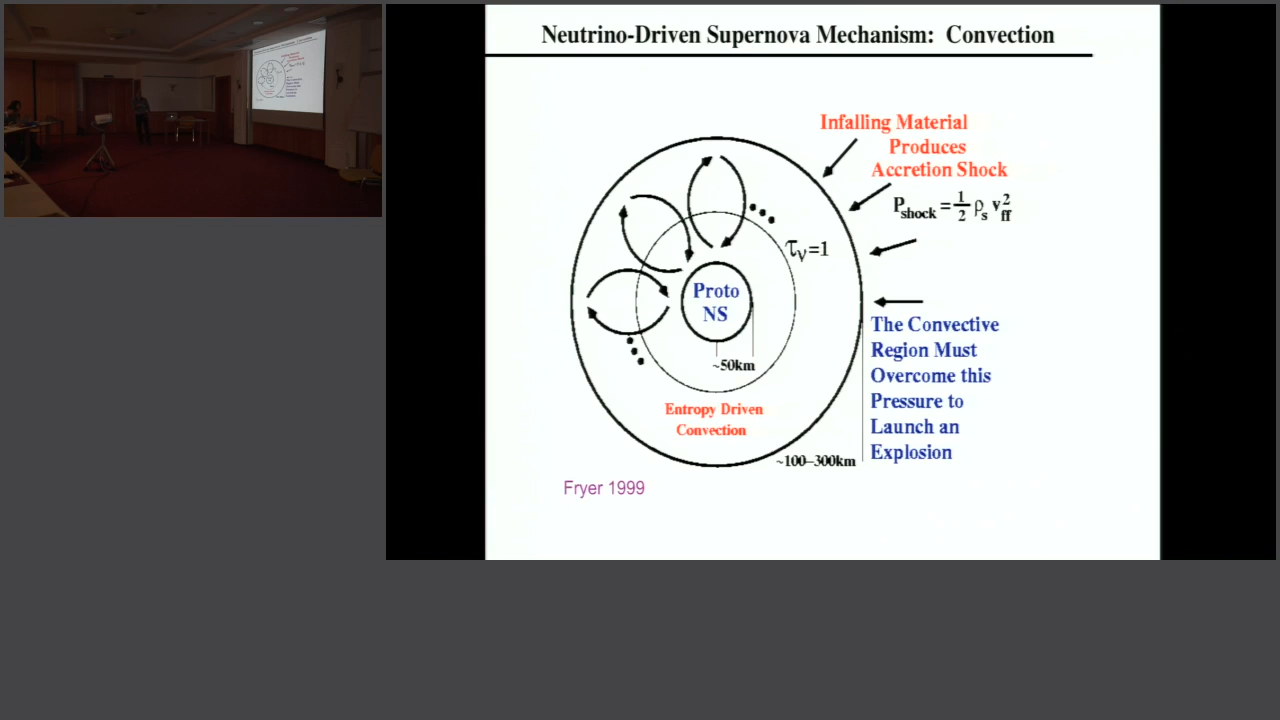 Neutrino-Driven Supernova Mechanism: Convection
Infalling Material
Produces
Accretion Shock
P_shock = 1/2 ρ_s v_ff^2
τ_ν=1
Proto
NS
~50km
The Convective
Region Must
Overcome this
Pressure to
Launch an
Explosion
Entropy Driven
Convection
~100–300km
Fryer 1999